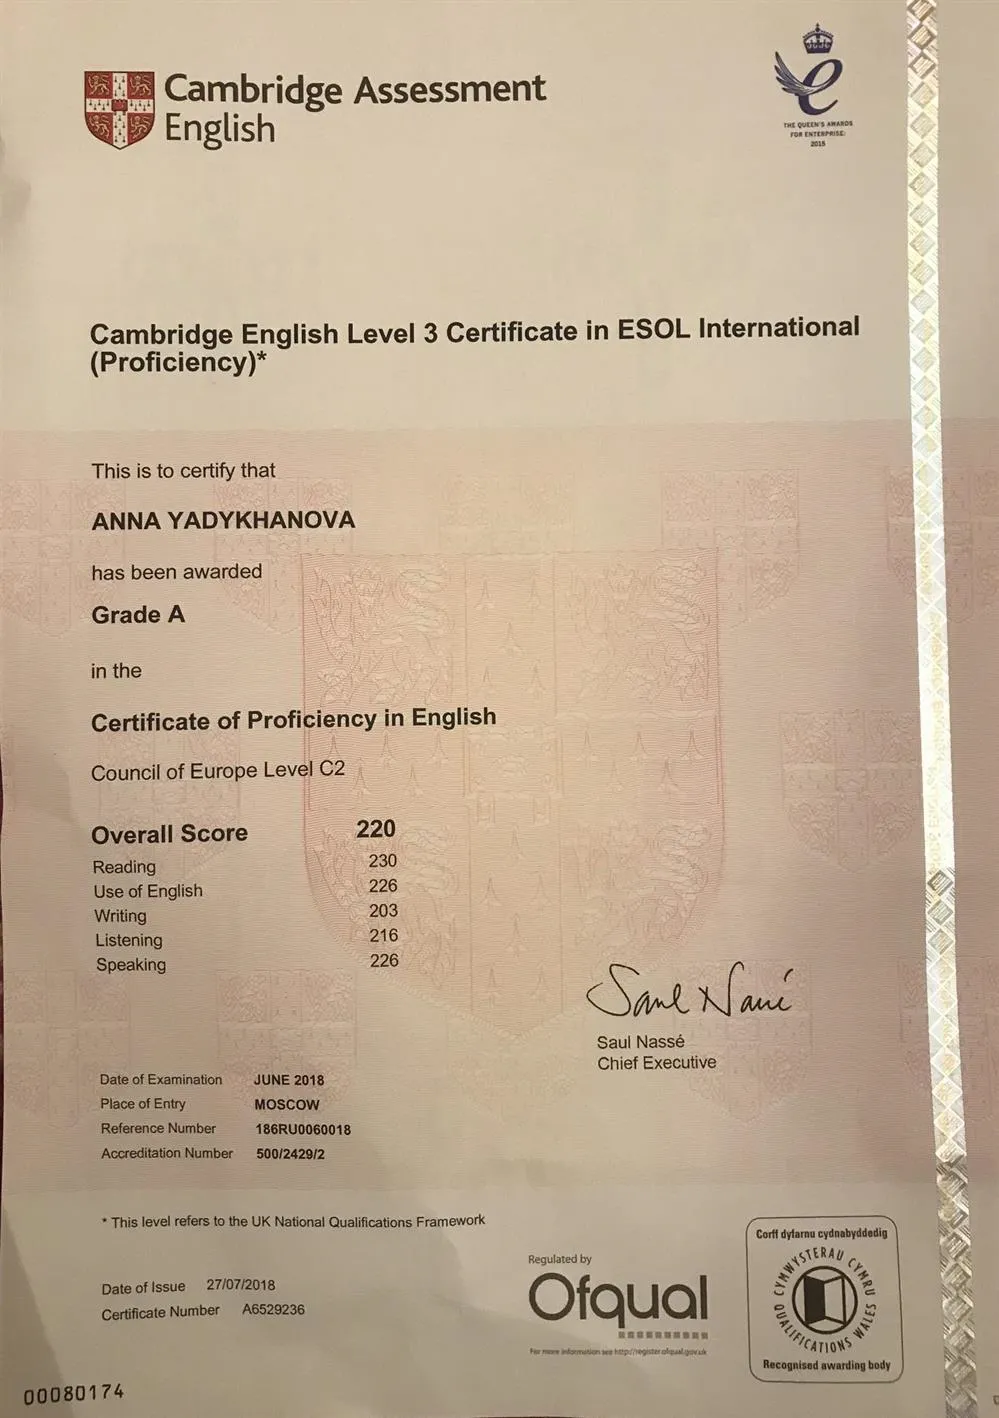 Cambridge Assessment
English
THE QUEEN'S AWARDS
FOR ENTERPRISE:
2015
Cambridge English Level 3 Certificate in ESOL International
(Proficiency)*
This is to certify that
ANNA YADYKHANOVA
has been awarded
Grade A
in the
Certificate of Proficiency in English
Council of Europe Level C2
Overall Score 220
Reading 230
Use of English 226
Writing 203
Listening 216
Speaking 226
Saul Nassé
Saul Nassé
Chief Executive
Date of Examination JUNE 2018
Place of Entry MOSCOW
Reference Number 186RU0060018
Accreditation Number 500/2429/2
* This level refers to the UK National Qualifications Framework
Date of Issue 27/07/2018
Certificate Number A6529236
Regulated by
Ofqual
For more information see http://register.ofqual.gov.uk
Corff dyfarnu cydnabyddedig
CYMWYSTERAU CYMRU
QUALIFICATIONS WALES
Recognised awarding body
00080174